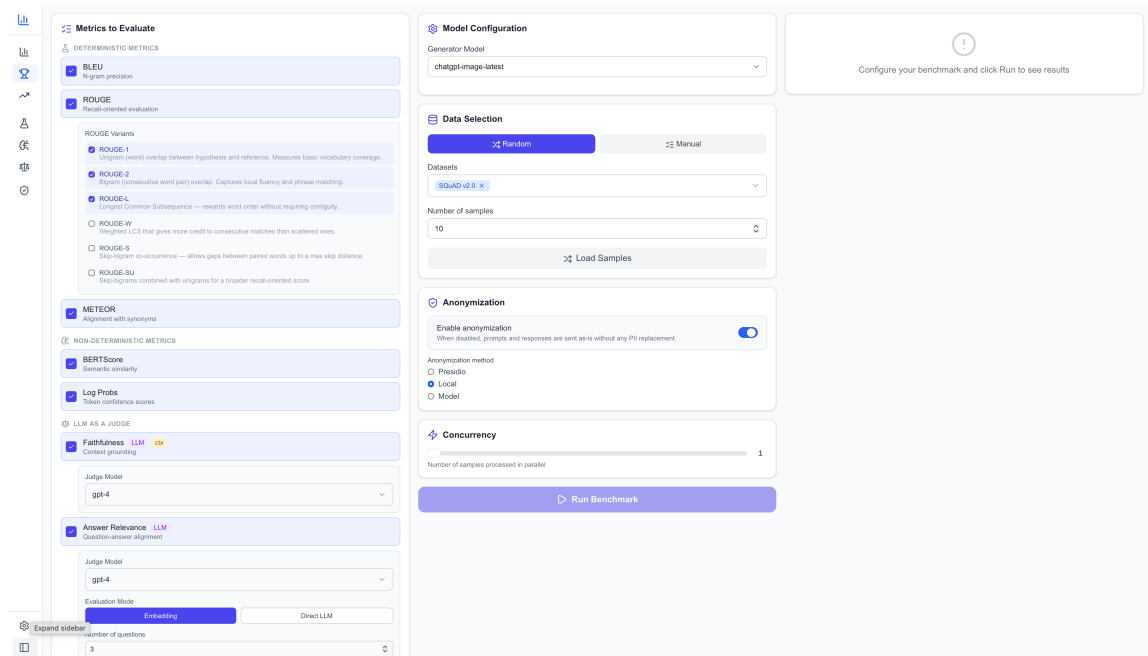 Metrics to Evaluate
DETERMINISTIC METRICS
BLEU
N-gram precision
ROUGE
Recall-oriented evaluation
ROUGE Variants
ROUGE-1
Unigram (word) overlap between hypothesis and reference. Measures basic vocabulary coverage.
ROUGE-2
Bigram (consecutive word pair) overlap. Captures local fluency and phrase matching.
ROUGE-L
Longest Common Subsequence — rewards word order without requiring contiguity.
ROUGE-W
Weighted LCS that gives more credit to consecutive matches than scattered ones.
ROUGE-S
Skip-bigram co-occurrence — allows gaps between paired words up to a max skip distance.
ROUGE-SU
Skip-bigrams combined with unigrams for a broader recall-oriented score.
METEOR
Alignment with synonyms
NON-DETERMINISTIC METRICS
BERTScore
Semantic similarity
Log Probs
Token confidence scores
LLM AS A JUDGE
Faithfulness LLM ctx
Context grounding
Judge Model
gpt-4
Answer Relevance LLM
Question-answer alignment
Judge Model
gpt-4
Evaluation Mode
Embedding Direct LLM
Number of questions
3
Expand sidebar
Model Configuration
Generator Model
chatgpt-image-latest
Data Selection
Random Manual
Datasets
SQuAD v2.0 ×
Number of samples
10
Load Samples
Anonymization
Enable anonymization
When disabled, prompts and responses are sent as-is without any PII replacement.
Anonymization method
Presidio
Local
Model
Concurrency
1
Number of samples processed in parallel
Run Benchmark
Configure your benchmark and click Run to see results